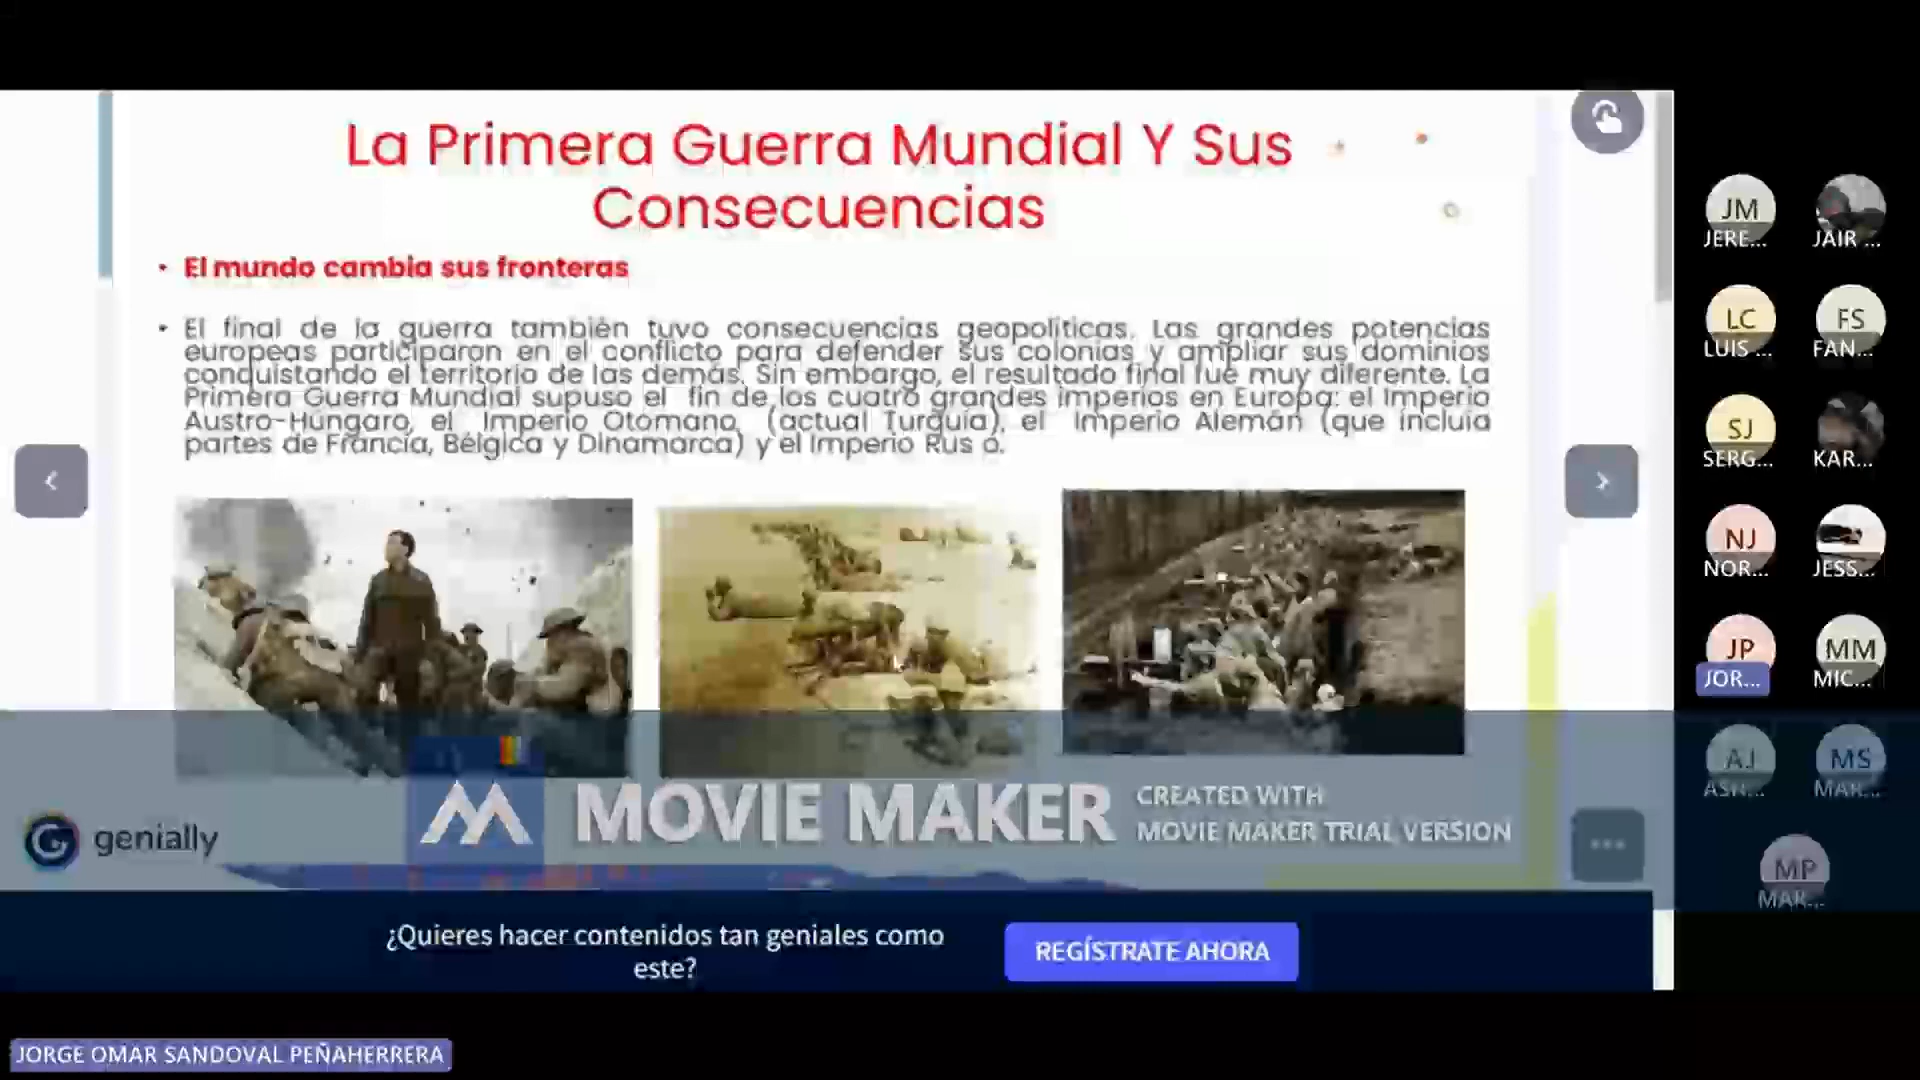 La Primera Guerra Mundial Y Sus
Consecuencias
• El mundo cambia sus fronteras
• El final de la guerra también tuvo consecuencias geopolíticas. Las grandes potencias
europeas participaron en el conflicto para defender sus colonias y ampliar sus dominios
conquistando el territorio de las demás. Sin embargo, el resultado final fue muy diferente. La
Primera Guerra Mundial supuso el fin de los cuatro grandes imperios en Europa: el Imperio
Austro-Húngaro, el Imperio Otomano (actual Turquía), el Imperio Alemán (que incluía
partes de Francia, Bélgica y Dinamarca) y el Imperio Rus o.
JM
JERE...
JAIR ...
LC
LUIS ...
FS
FAN...
SJ
SERG...
KAR...
NJ
NOR...
JESS...
JP
JOR...
MM
MIC...
AJ
ASH...
MS
MAR...
MP
MAR...
genially
MOVIE MAKER
CREATED WITH
MOVIE MAKER TRIAL VERSION
¿Quieres hacer contenidos tan geniales como
este?
REGÍSTRATE AHORA
JORGE OMAR SANDOVAL PEÑAHERRERA